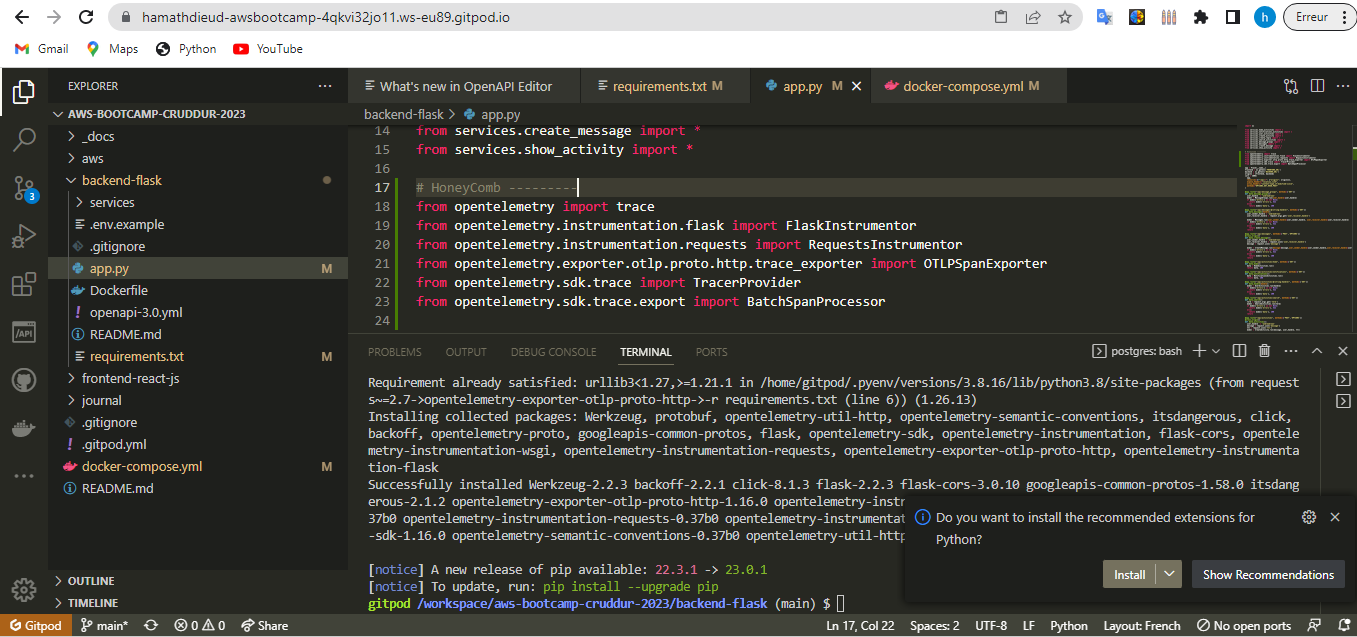 hamathdieud-awsbootcamp-4qkvi32jo11.ws-eu89.gitpod.io
h
Erreur
Gmail
Maps
Python
YouTube
EXPLORER
What's new in OpenAPI Editor
requirements.txt M
app.py M
docker-compose.yml M
AWS-BOOTCAMP-CRUDDUR-2023
_docs
aws
backend-flask
services
.env.example
.gitignore
app.py M
Dockerfile
openapi-3.0.yml
README.md
requirements.txt M
frontend-react-js
journal
.gitignore
.gitpod.yml
docker-compose.yml M
README.md
OUTLINE
TIMELINE
3
API
backend-flask > app.py
14 from services.create_message import *
15 from services.show_activity import *
16
17 # HoneyComb ---------
18 from opentelemetry import trace
19 from opentelemetry.instrumentation.flask import FlaskInstrumentor
20 from opentelemetry.instrumentation.requests import RequestsInstrumentor
21 from opentelemetry.exporter.otlp.proto.http.trace_exporter import OTLPSpanExporter
22 from opentelemetry.sdk.trace import TracerProvider
23 from opentelemetry.sdk.trace.export import BatchSpanProcessor
24
PROBLEMS OUTPUT DEBUG CONSOLE TERMINAL PORTS
postgres: bash
Requirement already satisfied: urllib3<1.27,>=1.21.1 in /home/gitpod/.pyenv/versions/3.8.16/lib/python3.8/site-packages (from request
s~=2.7->opentelemetry-exporter-otlp-proto-http->-r requirements.txt (line 6)) (1.26.13)
Installing collected packages: Werkzeug, protobuf, opentelemetry-util-http, opentelemetry-semantic-conventions, itsdangerous, click,
backoff, opentelemetry-proto, googleapis-common-protos, flask, opentelemetry-sdk, opentelemetry-instrumentation, flask-cors, opentele
metry-instrumentation-wsgi, opentelemetry-instrumentation-requests, opentelemetry-exporter-otlp-proto-http, opentelemetry-instrumenta
tion-flask
Successfully installed Werkzeug-2.2.3 backoff-2.2.1 click-8.1.3 flask-2.2.3 flask-cors-3.0.10 googleapis-common-protos-1.58.0 itsdang
erous-2.1.2 opentelemetry-exporter-otlp-proto-http-1.16.0 opentelemetry-instr
37b0 opentelemetry-instrumentation-requests-0.37b0 opentelemetry-instrumentat
-sdk-1.16.0 opentelemetry-semantic-conventions-0.37b0 opentelemetry-util-http
[notice] A new release of pip available: 22.3.1 -> 23.0.1
[notice] To update, run: pip install --upgrade pip
gitpod /workspace/aws-bootcamp-cruddur-2023/backend-flask (main) $
Do you want to install the recommended extensions for
Python?
Install
Show Recommendations
Gitpod main* 0 0 Share
Ln 17, Col 22 Spaces: 2 UTF-8 LF Python Layout: French No open ports